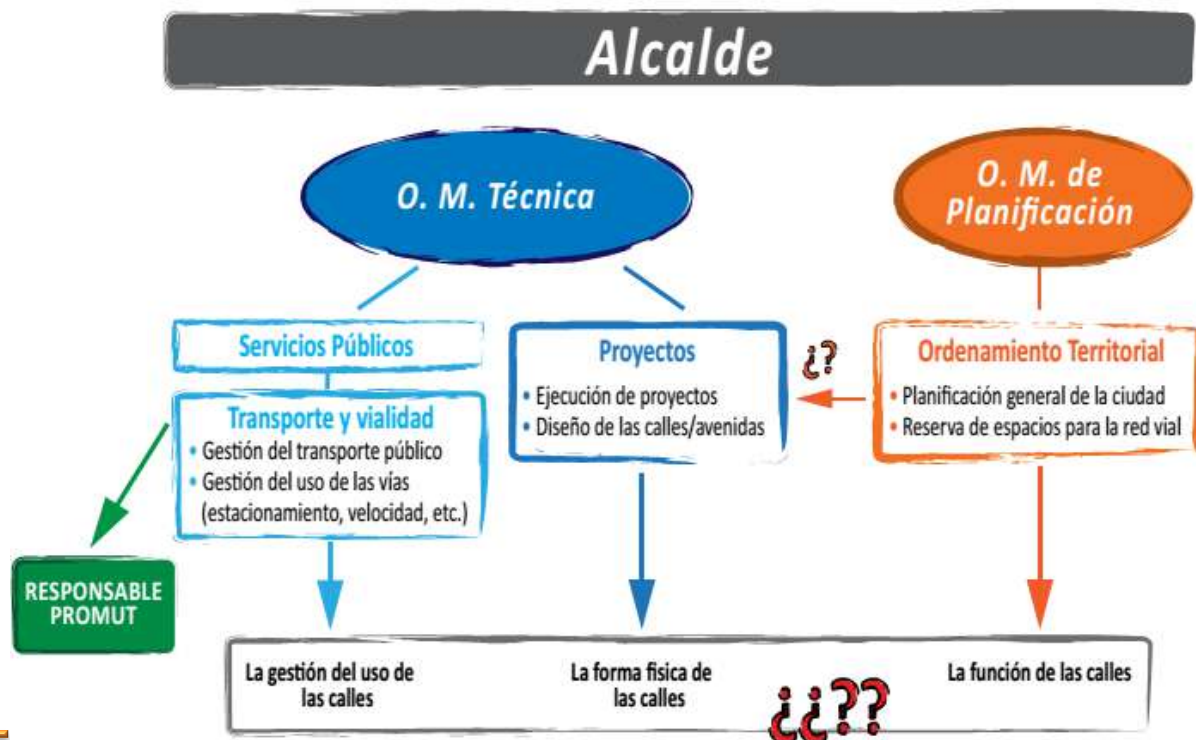 Alcalde
O. M. Técnica
O. M. de
Planificación
Servicios Públicos
Transporte y vialidad
• Gestión del transporte público
• Gestión del uso de las vías
(estacionamiento, velocidad, etc.)
Proyectos
• Ejecución de proyectos
• Diseño de las calles/avenidas
¿?
Ordenamiento Territorial
• Planificación general de la ciudad
• Reserva de espacios para la red vial
RESPONSABLE
PROMUT
La gestión del uso de
las calles
La forma fisica de
las calles
¿¿??
La función de las calles